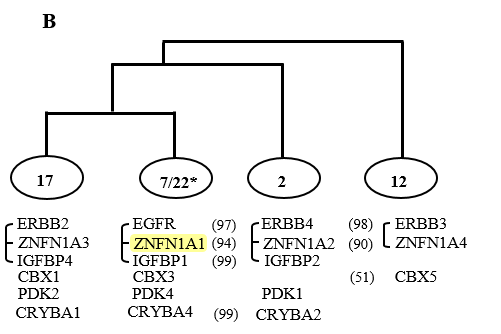 B
17 7/22* 2 12
ERBB2 EGFR (97) ERBB4 (98) ERBB3
ZNFN1A3 ZNFN1A1 (94) ZNFN1A2 (90) ZNFN1A4
IGFBP4 IGFBP1 (99) IGFBP2
CBX1 CBX3 (51) CBX5
PDK2 PDK4 PDK1
CRYBA1 CRYBA4 (99) CRYBA2